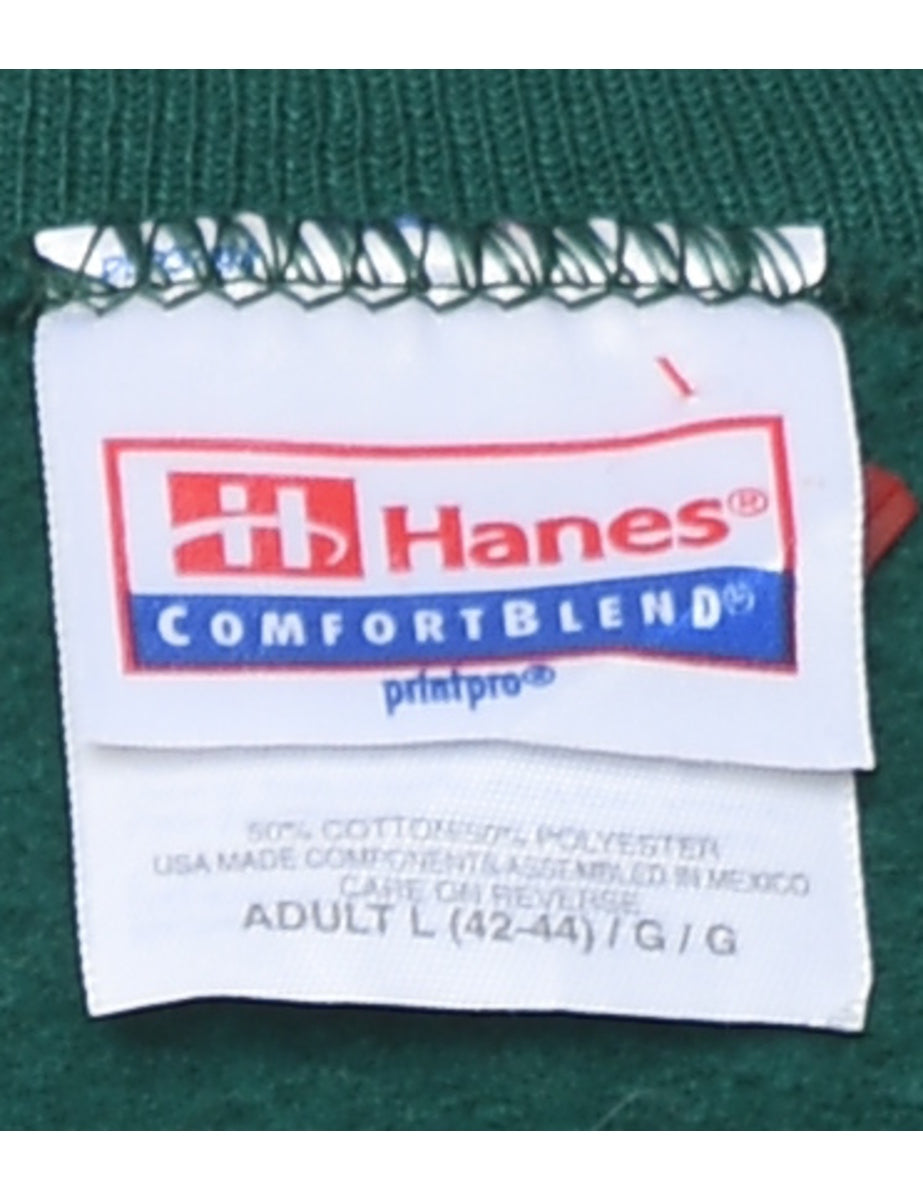 Hanes®
COMFORTBLEND®
printpro®
50% COTTON/50% POLYESTER
USA MADE COMPONENTS ASSEMBLED IN MEXICO
CARE ON REVERSE
ADULT L (42-44) / G / G